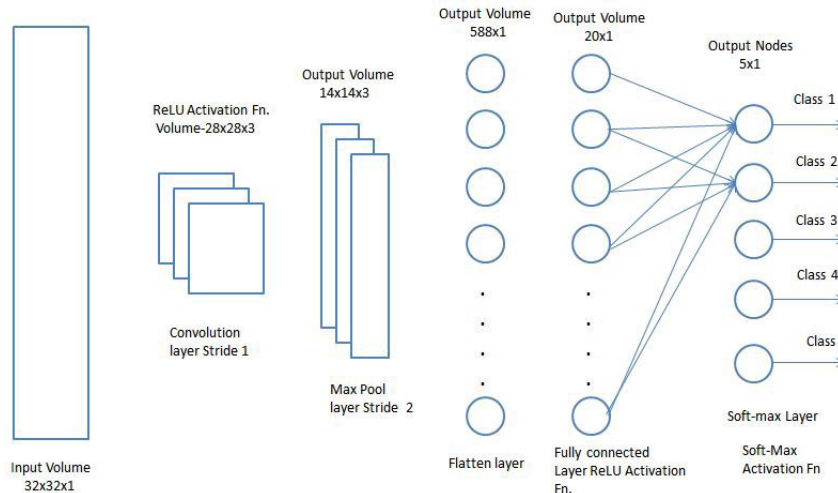 Output Volume
588x1
Output Volume
20x1
Output Nodes
5x1
Output Volume
14x14x3
ReLU Activation Fn.
Volume-28x28x3
Class 1
Class 2
Class 3
Class 4
Class
Convolution
layer Stride 1
Max Pool
layer Stride 2
Soft-max Layer
Flatten layer
Fully connected
Layer ReLU Activation
Fn.
Soft-Max
Activation Fn
Input Volume
32x32x1